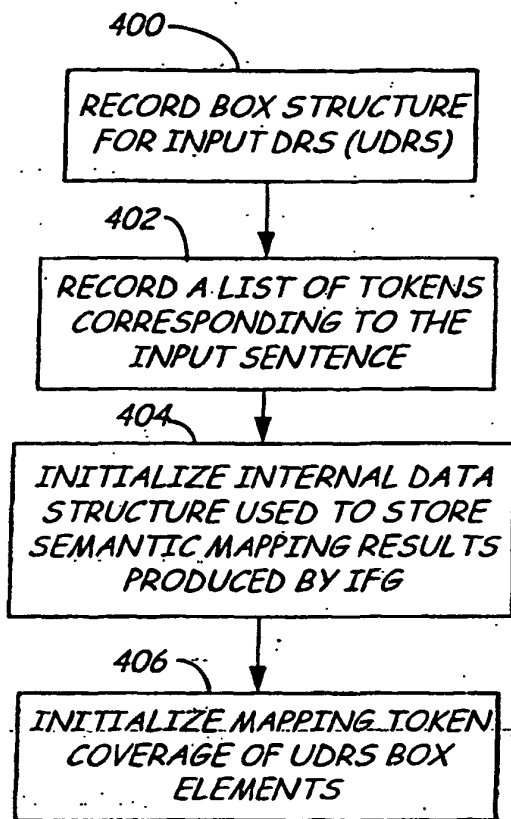 400
RECORD BOX STRUCTURE
FOR INPUT DRS (UDRS)
402
RECORD A LIST OF TOKENS
CORRESPONDING TO THE
INPUT SENTENCE
404
INITIALIZE INTERNAL DATA
STRUCTURE USED TO STORE
SEMANTIC MAPPING RESULTS
PRODUCED BY IFG
406
INITIALIZE MAPPING TOKEN
COVERAGE OF UDRS BOX
ELEMENTS